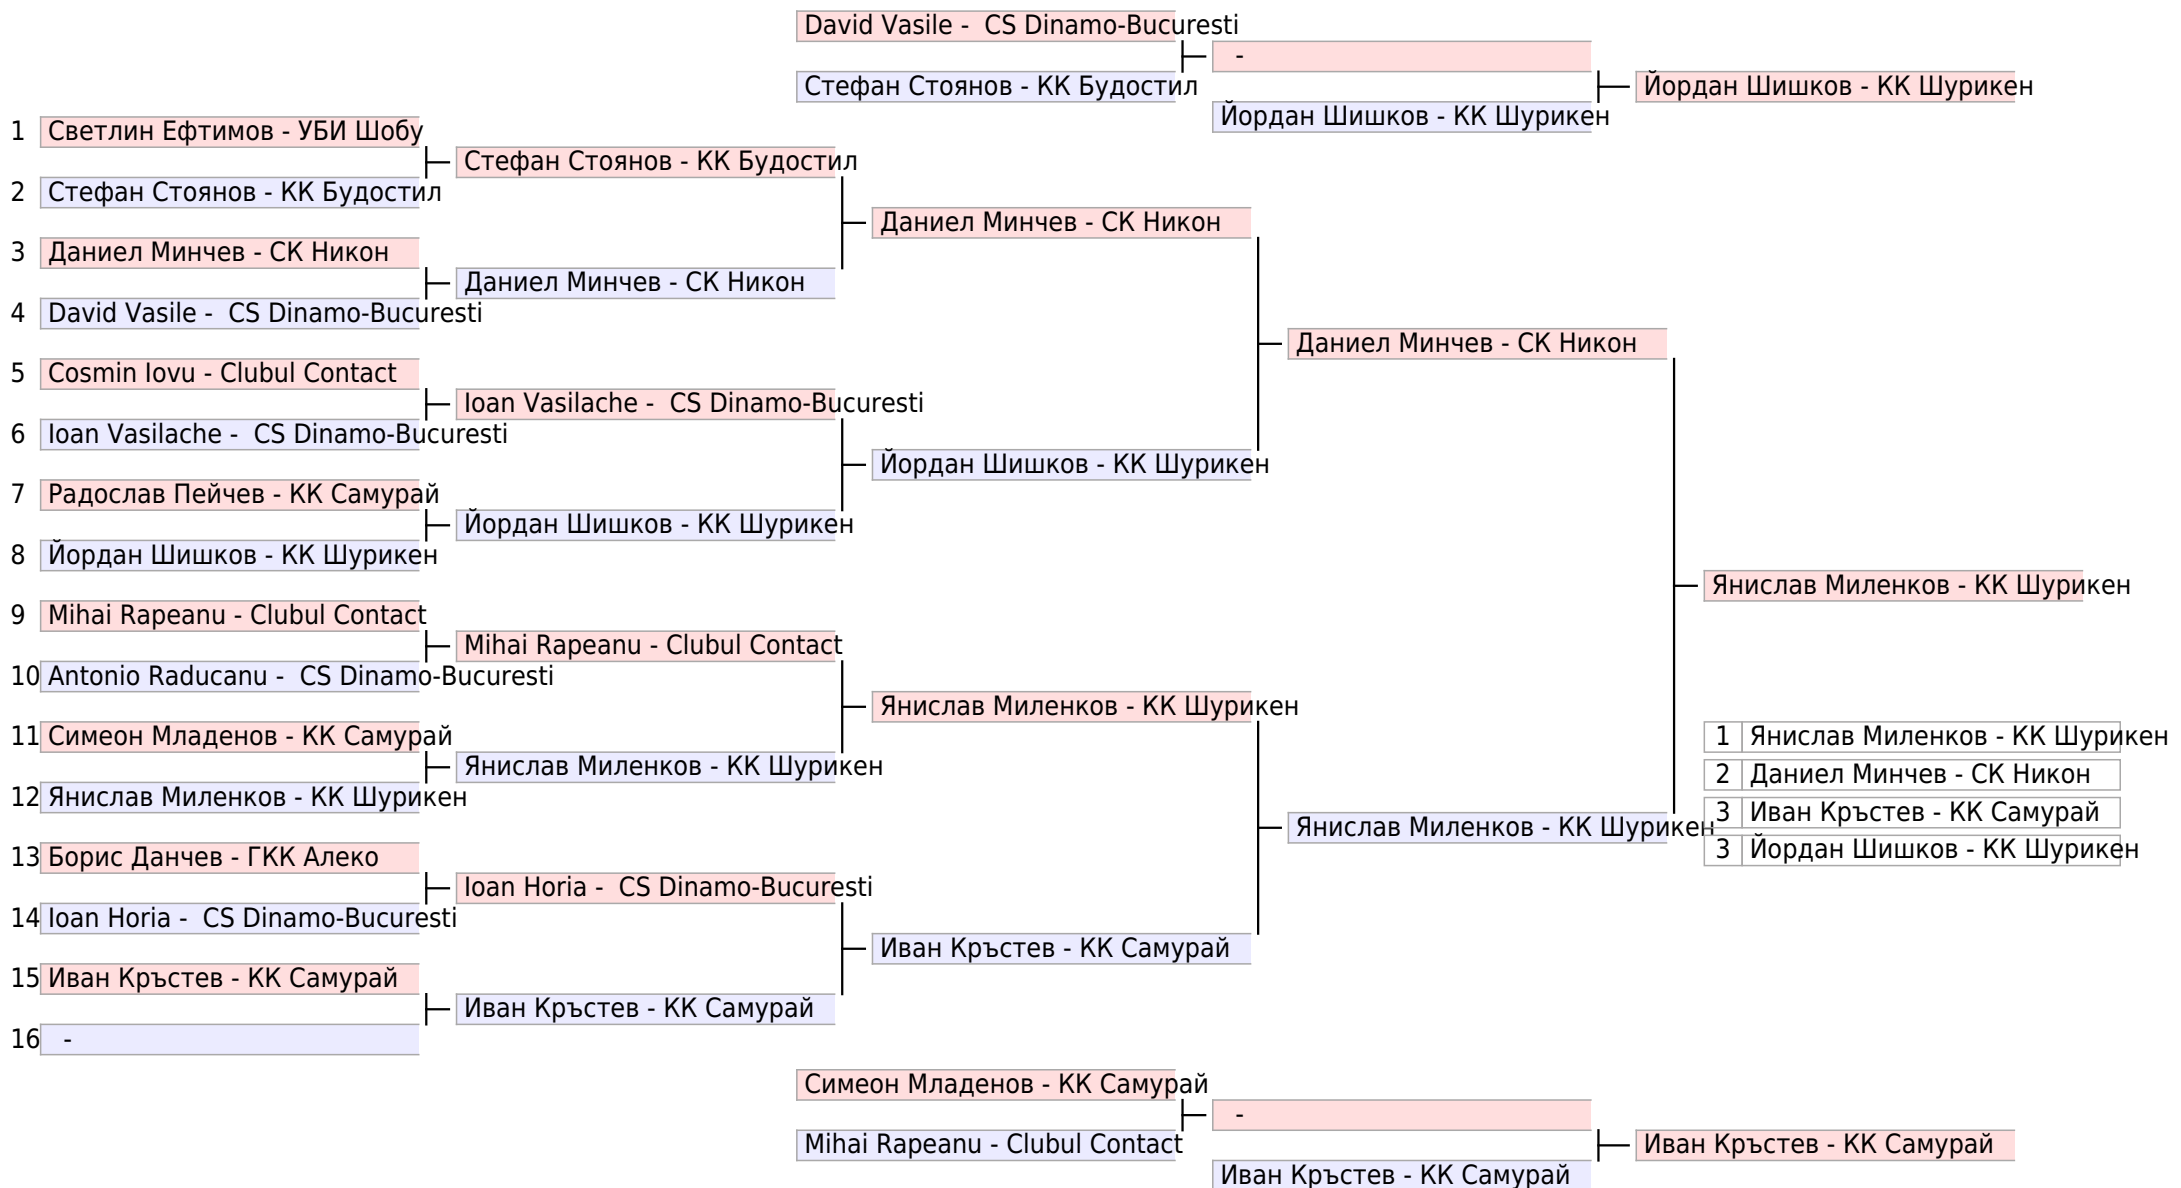 David Vasile - CS Dinamo-Bucuresti
-
Стефан Стоянов - КК Будостил
Йордан Шишков - КК Шурикен
Йордан Шишков - КК Шурикен
1 Светлин Ефтимов - УБИ Шобу
Стефан Стоянов - КК Будостил
2 Стефан Стоянов - КК Будостил
Даниел Минчев - СК Никон
3 Даниел Минчев - СК Никон
Даниел Минчев - СК Никон
4 David Vasile - CS Dinamo-Bucuresti
Даниел Минчев - СК Никон
5 Cosmin Iovu - Clubul Contact
Ioan Vasilache - CS Dinamo-Bucuresti
6 Ioan Vasilache - CS Dinamo-Bucuresti
Йордан Шишков - КК Шурикен
7 Радослав Пейчев - КК Самурай
Йордан Шишков - КК Шурикен
8 Йордан Шишков - КК Шурикен
Янислав Миленков - КК Шурикен
9 Mihai Rapeanu - Clubul Contact
Mihai Rapeanu - Clubul Contact
10 Antonio Raducanu - CS Dinamo-Bucuresti
Янислав Миленков - КК Шурикен
11 Симеон Младенов - КК Самурай
Янислав Миленков - КК Шурикен
12 Янислав Миленков - КК Шурикен
Янислав Миленков - КК Шурикен
1 Янислав Миленков - КК Шурикен
2 Даниел Минчев - СК Никон
3 Иван Кръстев - КК Самурай
3 Йордан Шишков - КК Шурикен
13 Борис Данчев - ГКК Алеко
Ioan Horia - CS Dinamo-Bucuresti
14 Ioan Horia - CS Dinamo-Bucuresti
Иван Кръстев - КК Самурай
15 Иван Кръстев - КК Самурай
Иван Кръстев - КК Самурай
16 -
Симеон Младенов - КК Самурай
-
Mihai Rapeanu - Clubul Contact
Иван Кръстев - КК Самурай
Иван Кръстев - КК Самурай